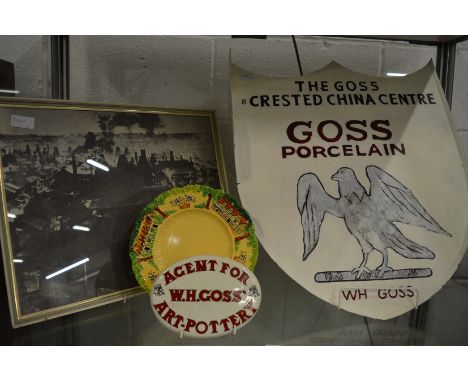 THE GOSS
& CRESTED CHINA CENTRE
GOSS
PORCELAIN
WH GOSS
AGENT FOR
W.H.GOSS.
ART-POTTERY